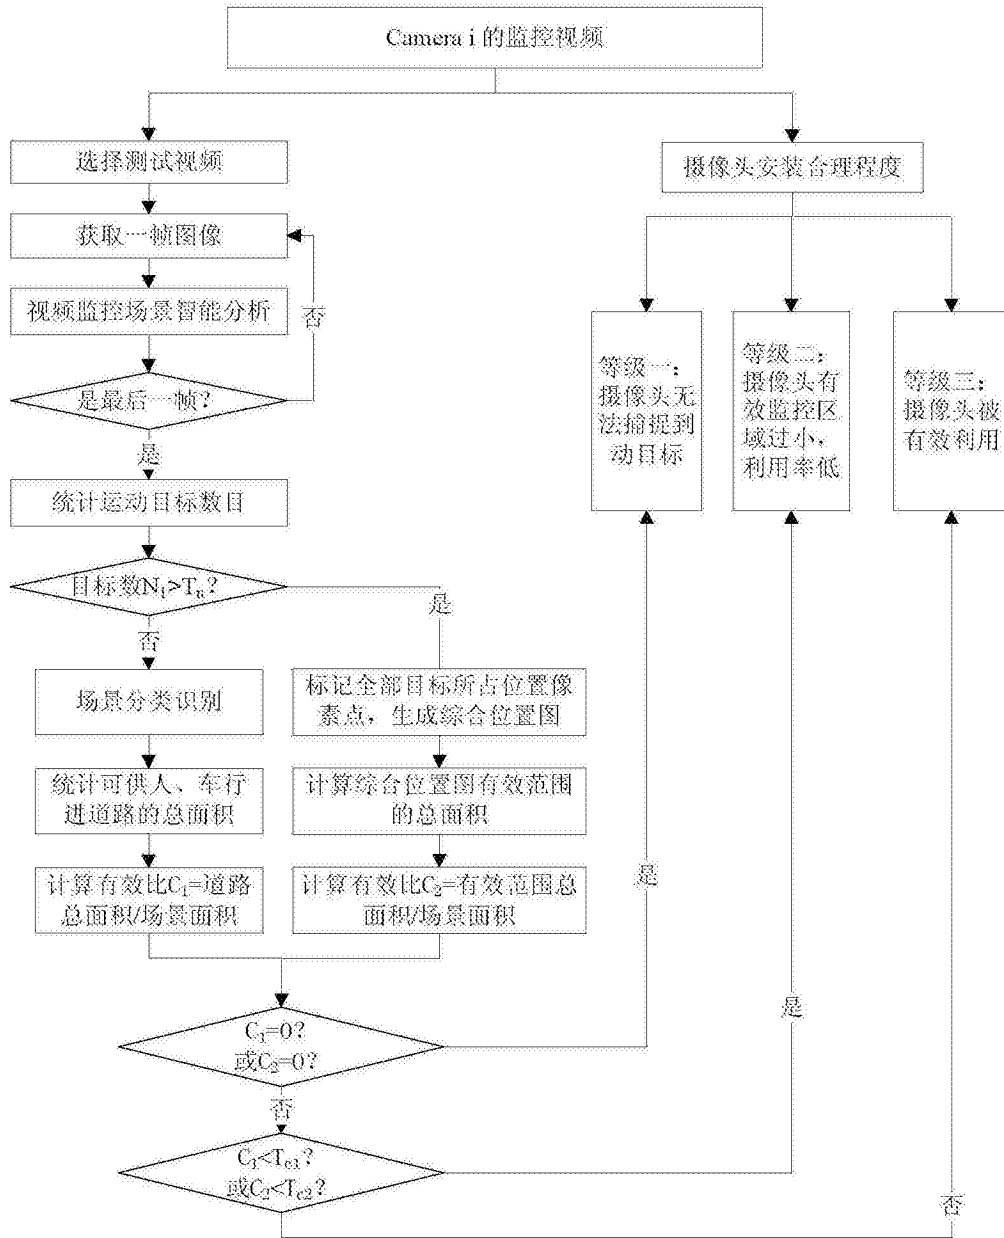 Camera i 的监控视频
选择测试视频
摄像头安装合理程度
获取一帧图像
视频监控场景智能分析
否
是最后一帧？
等级一：
摄像头无
法捕捉到
动目标
等级二：
摄像头有
效监控区
域过小，
利用率低
等级三：
摄像头被
有效利用
是
统计运动目标数目
目标数N₁>Tₙ？
是
否
场景分类识别
标记全部目标所占位置像
素点，生成综合位置图
统计可供人、车行
进道路的总面积
计算综合位置图有效范围
的总面积
计算有效比C₁=道路
总面积/场景面积
计算有效比C₂=有效范围总
面积/场景面积
是
是
C₁=0？
或C₂=0？
否
C₁<Tc1？
或C₂<Tc2？
否